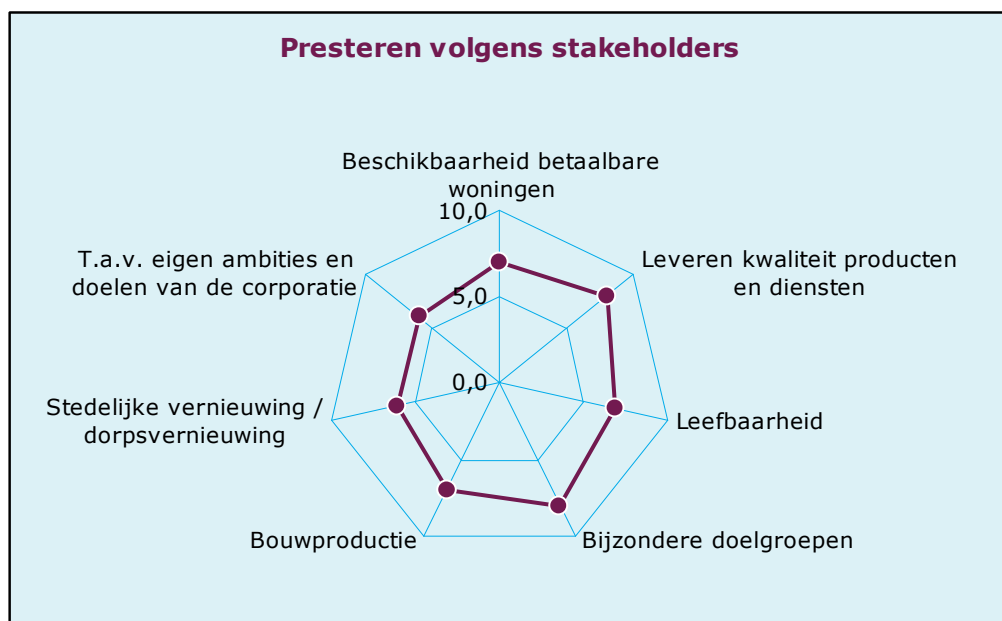 Presteren volgens stakeholders
Beschikbaarheid betaalbare
woningen
10,0
T.a.v. eigen ambities en
doelen van de corporatie
Leveren kwaliteit producten
en diensten
5,0
0,0
Stedelijke vernieuwing /
dorpsvernieuwing
Leefbaarheid
Bouwproductie
Bijzondere doelgroepen